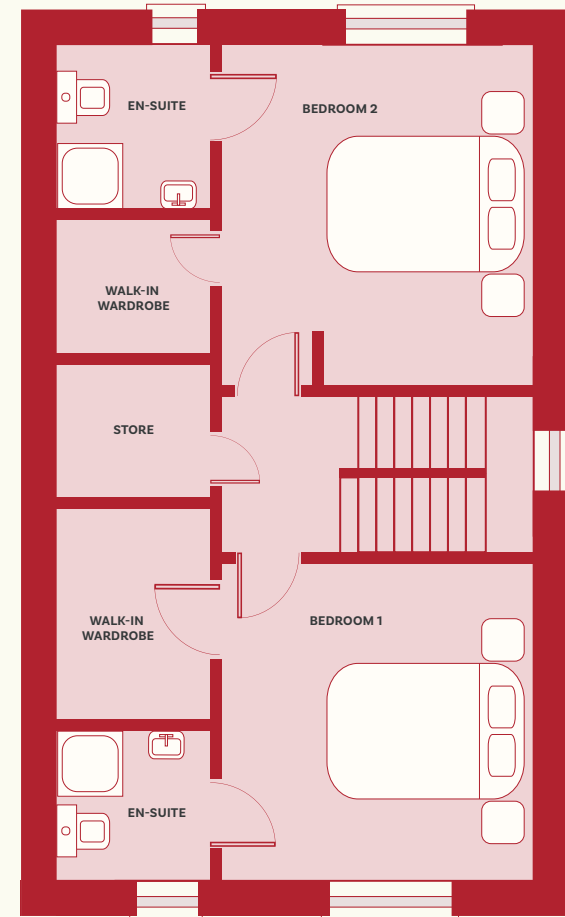 EN-SUITE
BEDROOM 2
WALK-IN
WARDROBE
STORE
WALK-IN
WARDROBE
BEDROOM 1
EN-SUITE